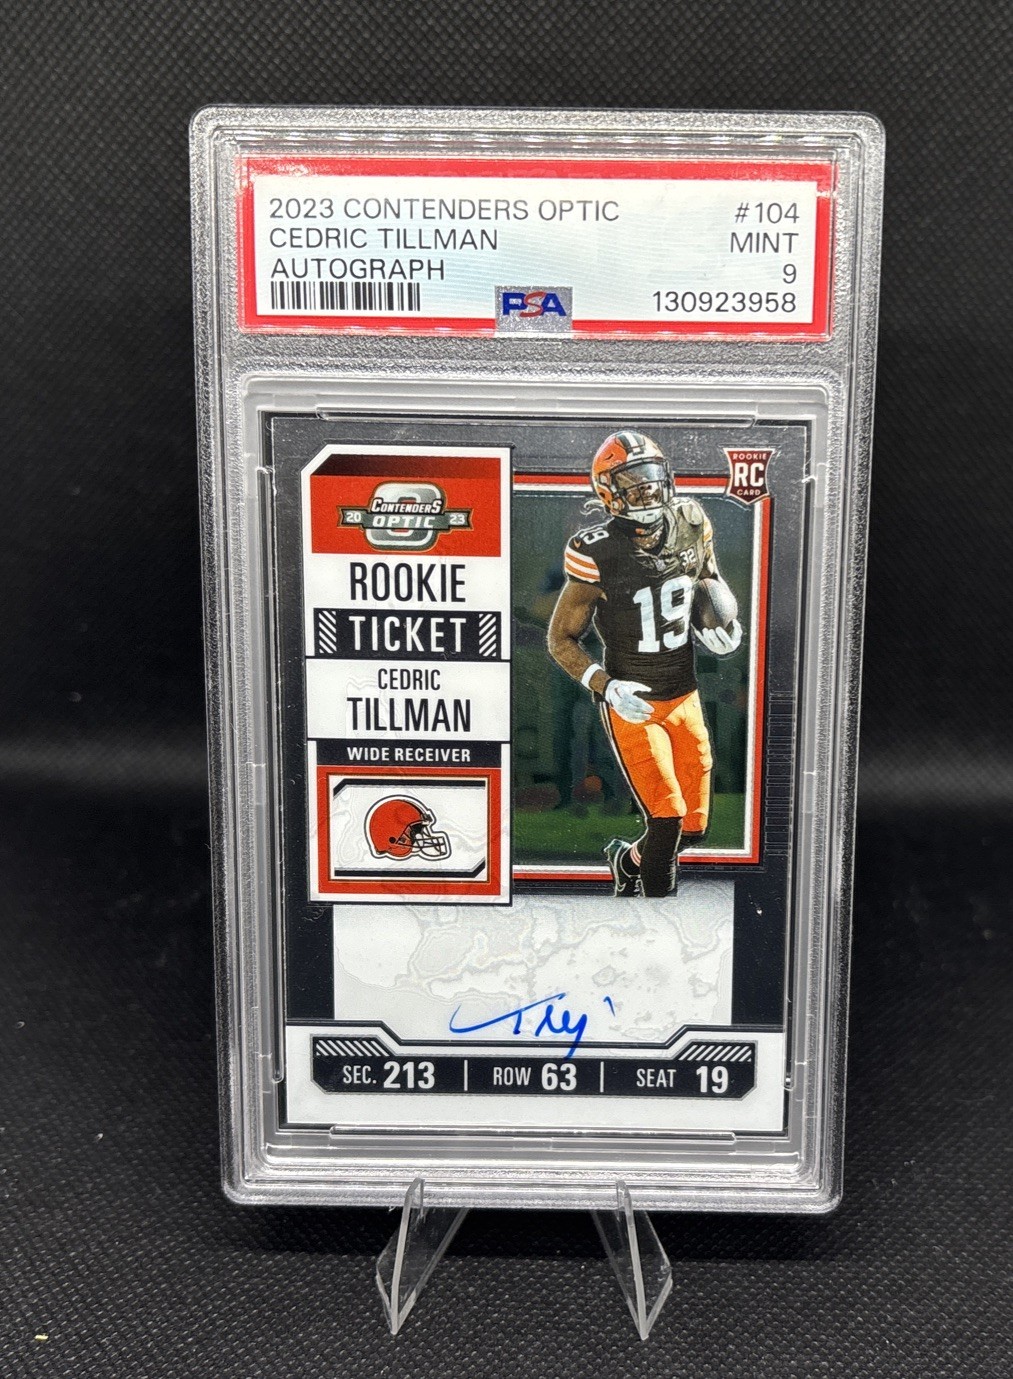 2023 CONTENDERS OPTIC #104
CEDRIC TILLMAN MINT
AUTOGRAPH 9
PSA 130923958
ROOKIE
RC
CARD
CONTENDERS
20 OPTIC 23
ROOKIE
TICKET
CEDRIC
TILLMAN
WIDE RECEIVER
19
32
19
SEC. 213 | ROW 63 | SEAT 19